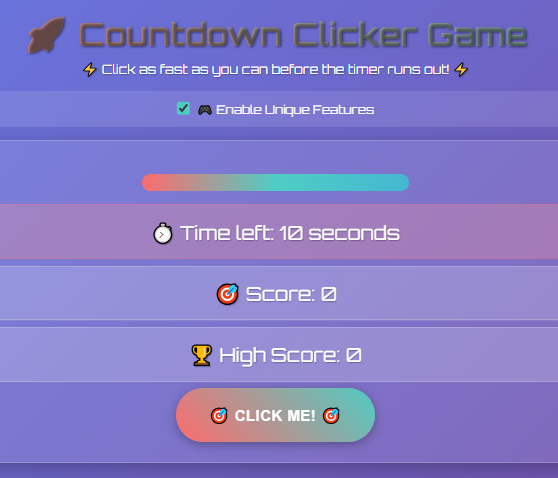 🚀 Countdown Clicker Game
⚡ Click as fast as you can before the timer runs out! ⚡
🎮 Enable Unique Features
⏱️ Time left: 10 seconds
🎯 Score: 0
🏆 High Score: 0
🎯 CLICK ME! 🎯